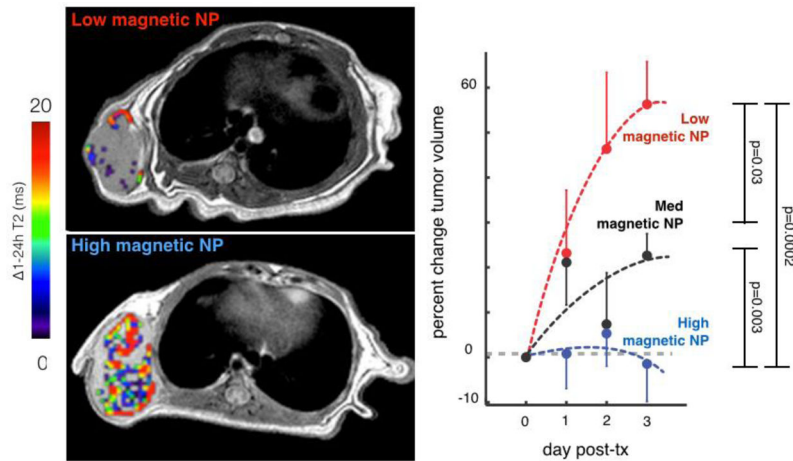 Low magnetic NP
20
Δ1-24h T2 (ms)
0
High magnetic NP
percent change tumor volume
60
0
-10
Low
magnetic NP
Med
magnetic NP
High
magnetic NP
0 1 2 3
day post-tx
p=0.03
p=0.003
p=0.0002